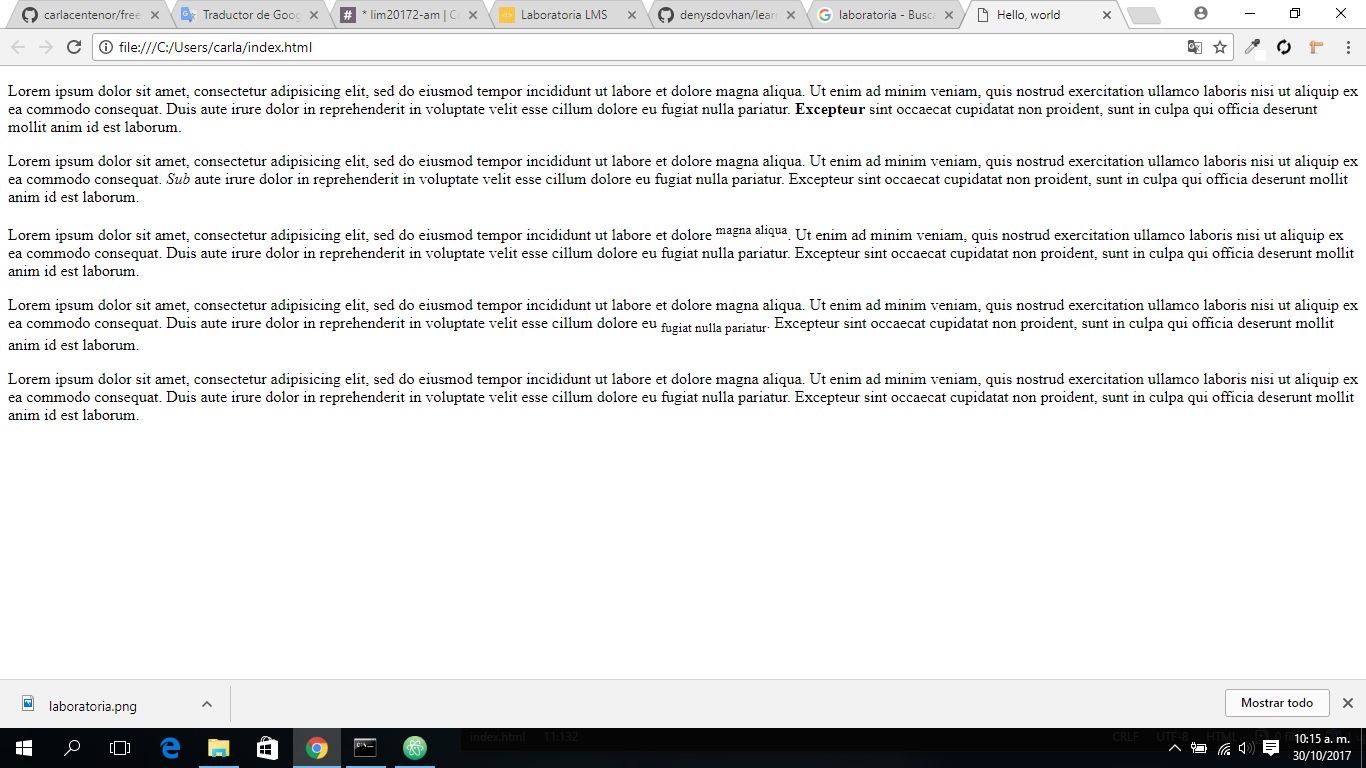 carlacentenor/free
Traductor de Goog
* lim20172-am | C
Laboratoria LMS
denysdovhan/lear
laboratoria - Busca
Hello, world
file:///C:/Users/carla/index.html
Lorem ipsum dolor sit amet, consectetur adipisicing elit, sed do eiusmod tempor incididunt ut labore et dolore magna aliqua. Ut enim ad minim veniam, quis nostrud exercitation ullamco laboris nisi ut aliquip ex
ea commodo consequat. Duis aute irure dolor in reprehenderit in voluptate velit esse cillum dolore eu fugiat nulla pariatur. Excepteur sint occaecat cupidatat non proident, sunt in culpa qui officia deserunt
mollit anim id est laborum.
Lorem ipsum dolor sit amet, consectetur adipisicing elit, sed do eiusmod tempor incididunt ut labore et dolore magna aliqua. Ut enim ad minim veniam, quis nostrud exercitation ullamco laboris nisi ut aliquip ex
ea commodo consequat. Sub aute irure dolor in reprehenderit in voluptate velit esse cillum dolore eu fugiat nulla pariatur. Excepteur sint occaecat cupidatat non proident, sunt in culpa qui officia deserunt mollit
anim id est laborum.
Lorem ipsum dolor sit amet, consectetur adipisicing elit, sed do eiusmod tempor incididunt ut labore et dolore magna aliqua. Ut enim ad minim veniam, quis nostrud exercitation ullamco laboris nisi ut aliquip ex
ea commodo consequat. Duis aute irure dolor in reprehenderit in voluptate velit esse cillum dolore eu fugiat nulla pariatur. Excepteur sint occaecat cupidatat non proident, sunt in culpa qui officia deserunt mollit
anim id est laborum.
Lorem ipsum dolor sit amet, consectetur adipisicing elit, sed do eiusmod tempor incididunt ut labore et dolore magna aliqua. Ut enim ad minim veniam, quis nostrud exercitation ullamco laboris nisi ut aliquip ex
ea commodo consequat. Duis aute irure dolor in reprehenderit in voluptate velit esse cillum dolore eu fugiat nulla pariatur. Excepteur sint occaecat cupidatat non proident, sunt in culpa qui officia deserunt mollit
anim id est laborum.
Lorem ipsum dolor sit amet, consectetur adipisicing elit, sed do eiusmod tempor incididunt ut labore et dolore magna aliqua. Ut enim ad minim veniam, quis nostrud exercitation ullamco laboris nisi ut aliquip ex
ea commodo consequat. Duis aute irure dolor in reprehenderit in voluptate velit esse cillum dolore eu fugiat nulla pariatur. Excepteur sint occaecat cupidatat non proident, sunt in culpa qui officia deserunt mollit
anim id est laborum.
laboratoria.png
Mostrar todo
index.html 11:132
CRLF UTF-8 HTML
10:15 a. m.
30/10/2017